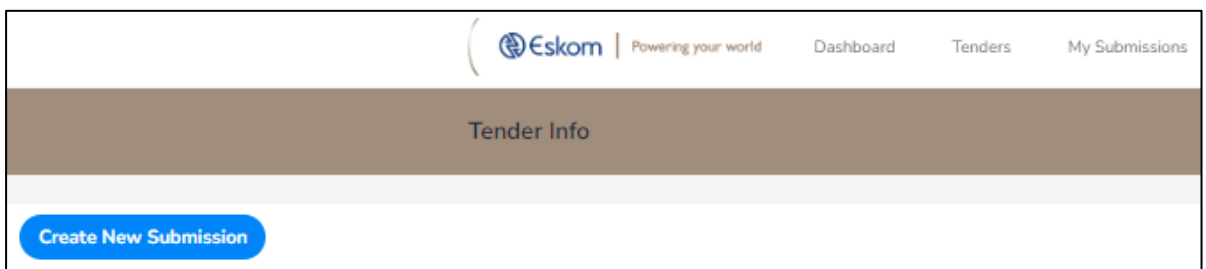 Eskom Powering your world Dashboard Tenders My Submissions
Tender Info
Create New Submission